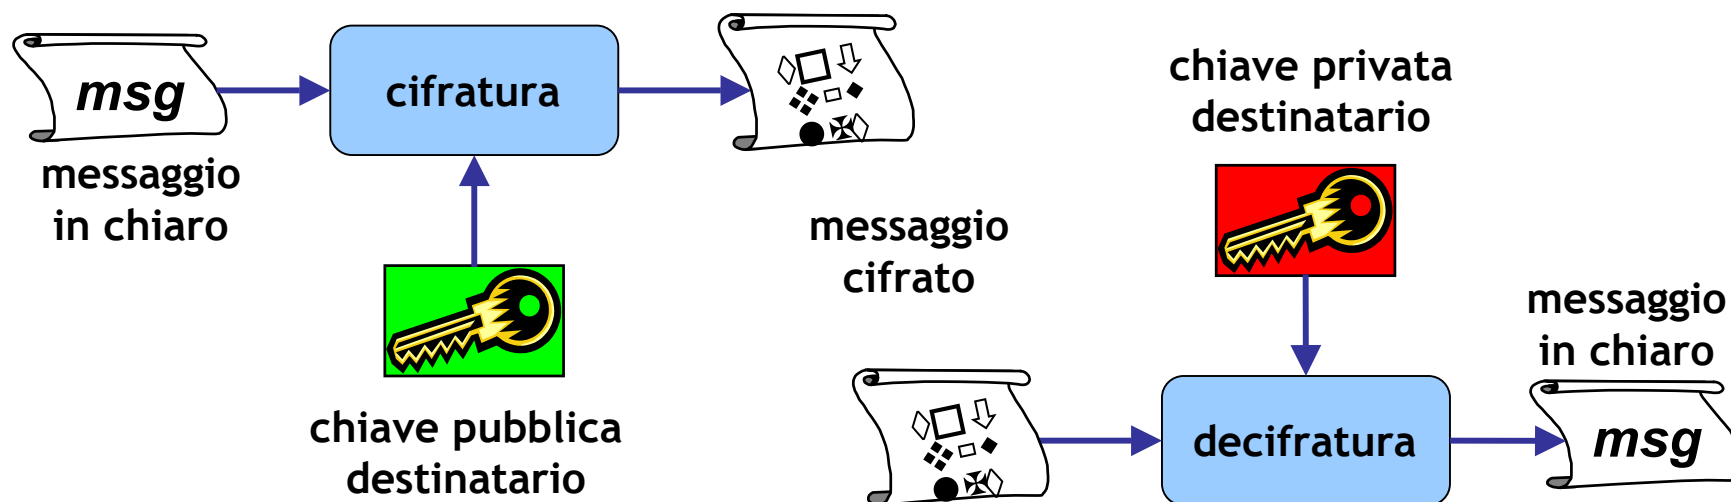 msg
cifratura
messaggio
in chiaro
chiave pubblica
destinatario
messaggio
cifrato
chiave privata
destinatario
decifratura
messaggio
in chiaro
msg